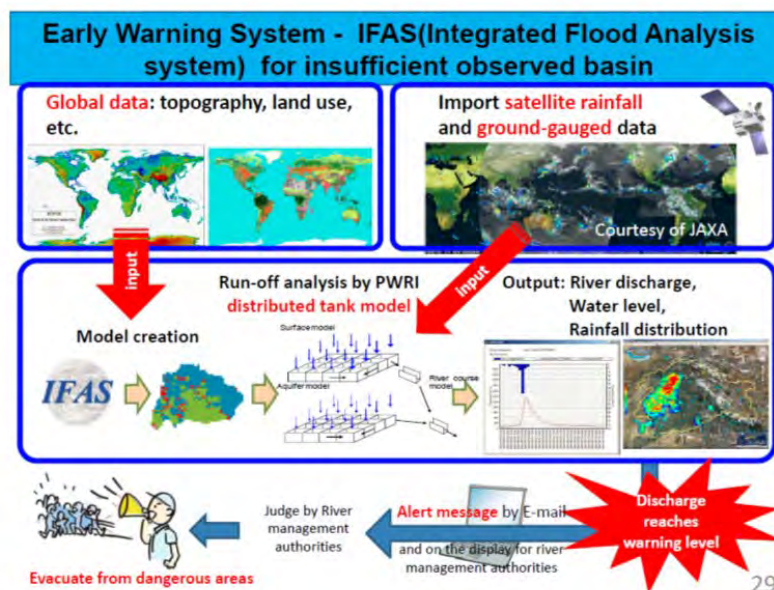 Early Warning System - IFAS(Integrated Flood Analysis
system) for insufficient observed basin
Global data: topography, land use,
etc.
Import satellite rainfall
and ground-gauged data
Courtesy of JAXA
input
input
Run-off analysis by PWRI
distributed tank model
Output: River discharge,
Water level,
Rainfall distribution
Model creation
Surface model
Aquifer model
River course
model
IFAS
Discharge
reaches
warning level
Alert message by E-mail
and on the display for river
management authorities
Judge by River
management
authorities
Evacuate from dangerous areas
29